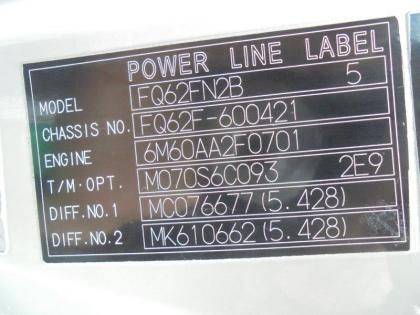 POWER LINE LABEL
MODEL FQ62FN2B 5
CHASSIS NO. FQ62F-600421
ENGINE 6M60AA2F0701
T/M·OPT. M070S6C093 2E9
DIFF.NO.1 MC076677(5.428)
DIFF.NO.2 MK610662(5.428)